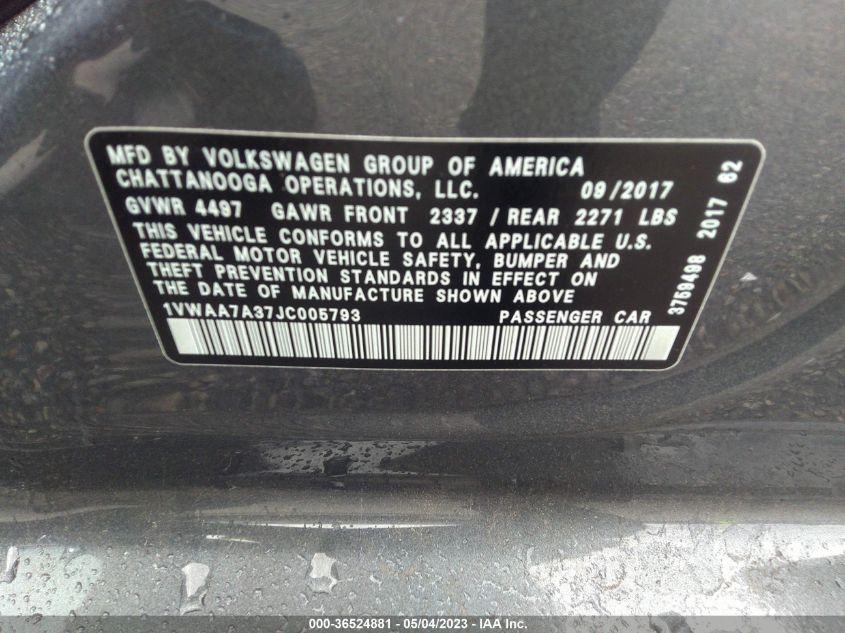 MFD BY VOLKSWAGEN GROUP OF AMERICA
CHATTANOOGA OPERATIONS, LLC. 09/2017
GVWR 4497 GAWR FRONT 2337 / REAR 2271 LBS
THIS VEHICLE CONFORMS TO ALL APPLICABLE U.S.
FEDERAL MOTOR VEHICLE SAFETY, BUMPER AND
THEFT PREVENTION STANDARDS IN EFFECT ON
THE DATE OF MANUFACTURE SHOWN ABOVE.
1VWAA7A37JC005793 PASSENGER CAR
3759498 2017 62
000-36524881 - 05/04/2023 - IAA Inc.